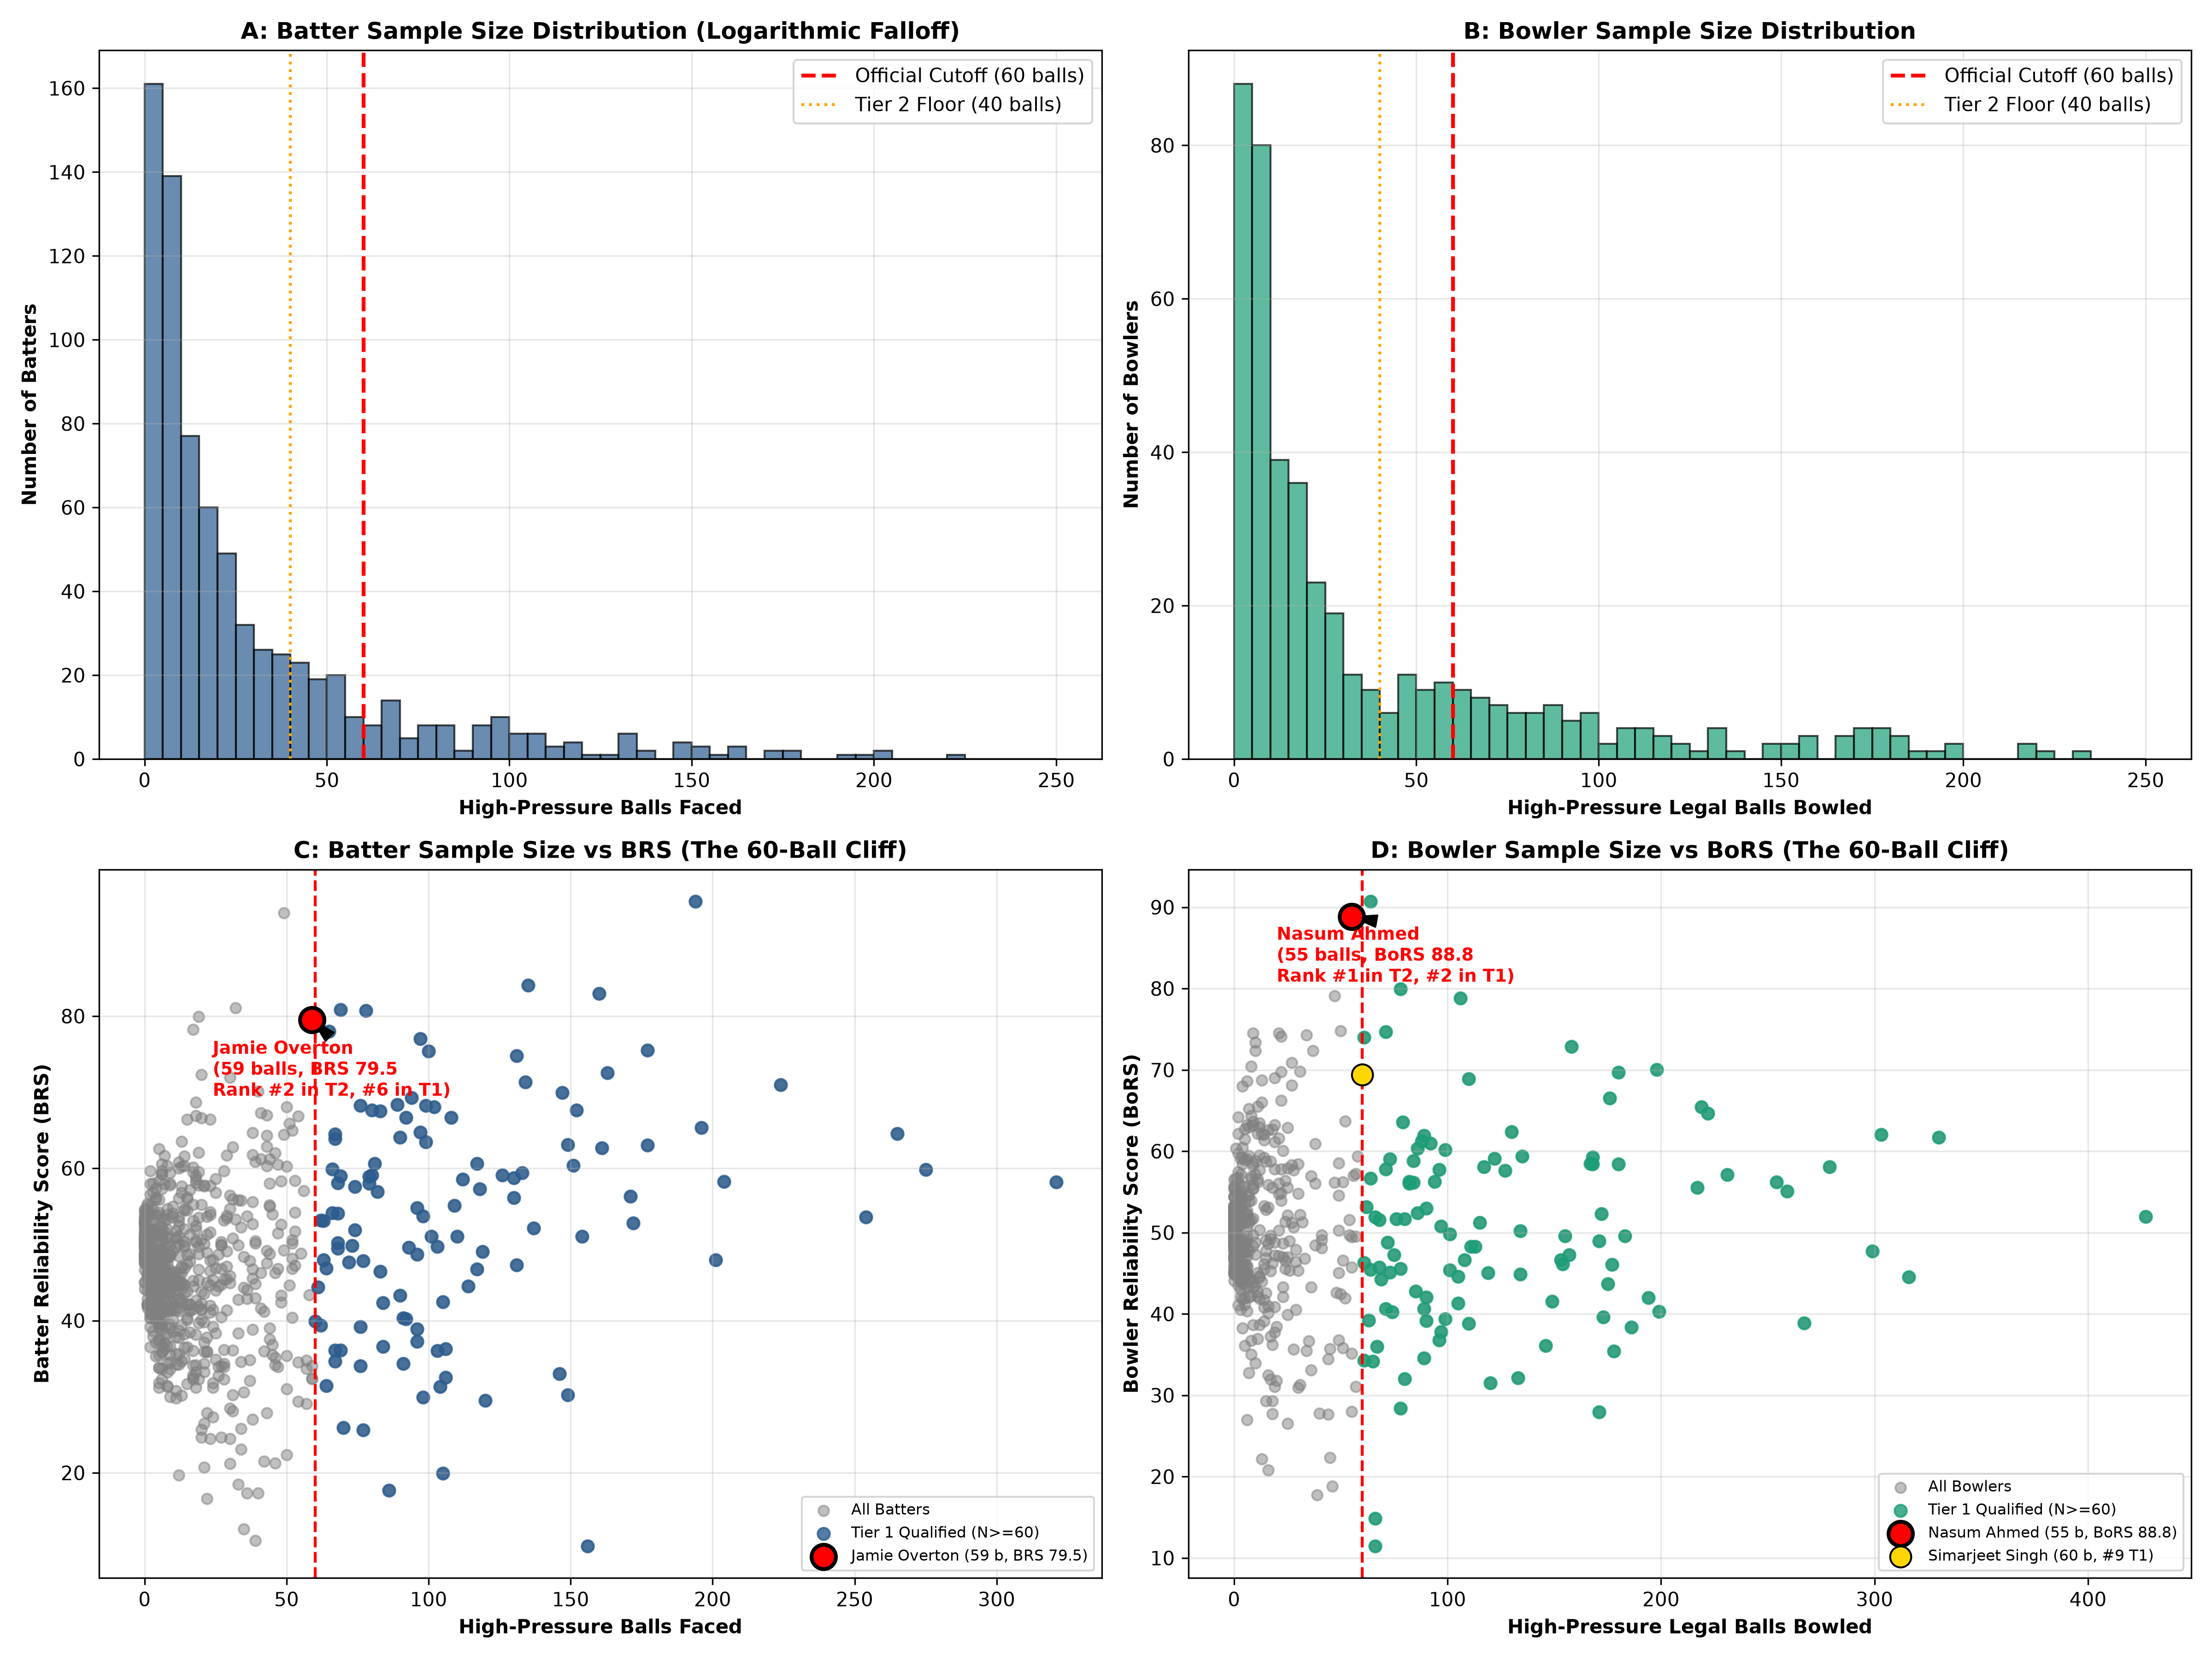 A: Batter Sample Size Distribution (Logarithmic Falloff)
Official Cutoff (60 balls)
Tier 2 Floor (40 balls)
Number of Batters
160
140
120
100
80
60
40
20
0
0 50 100 150 200 250
High-Pressure Balls Faced
B: Bowler Sample Size Distribution
Official Cutoff (60 balls)
Tier 2 Floor (40 balls)
Number of Bowlers
80
60
40
20
0
0 50 100 150 200 250
High-Pressure Legal Balls Bowled
C: Batter Sample Size vs BRS (The 60-Ball Cliff)
Batter Reliability Score (BRS)
80
60
40
20
Jamie Overton
(59 balls, BRS 79.5
Rank #2 in T2, #6 in T1)
All Batters
Tier 1 Qualified (N>=60)
Jamie Overton (59 b, BRS 79.5)
0 50 100 150 200 250 300
High-Pressure Balls Faced
D: Bowler Sample Size vs BoRS (The 60-Ball Cliff)
Bowler Reliability Score (BoRS)
90
80
70
60
50
40
30
20
10
Nasum Ahmed
(55 balls, BoRS 88.8
Rank #1 in T2, #2 in T1)
All Bowlers
Tier 1 Qualified (N>=60)
Nasum Ahmed (55 b, BoRS 88.8)
Simarjeet Singh (60 b, #9 T1)
0 100 200 300 400
High-Pressure Legal Balls Bowled